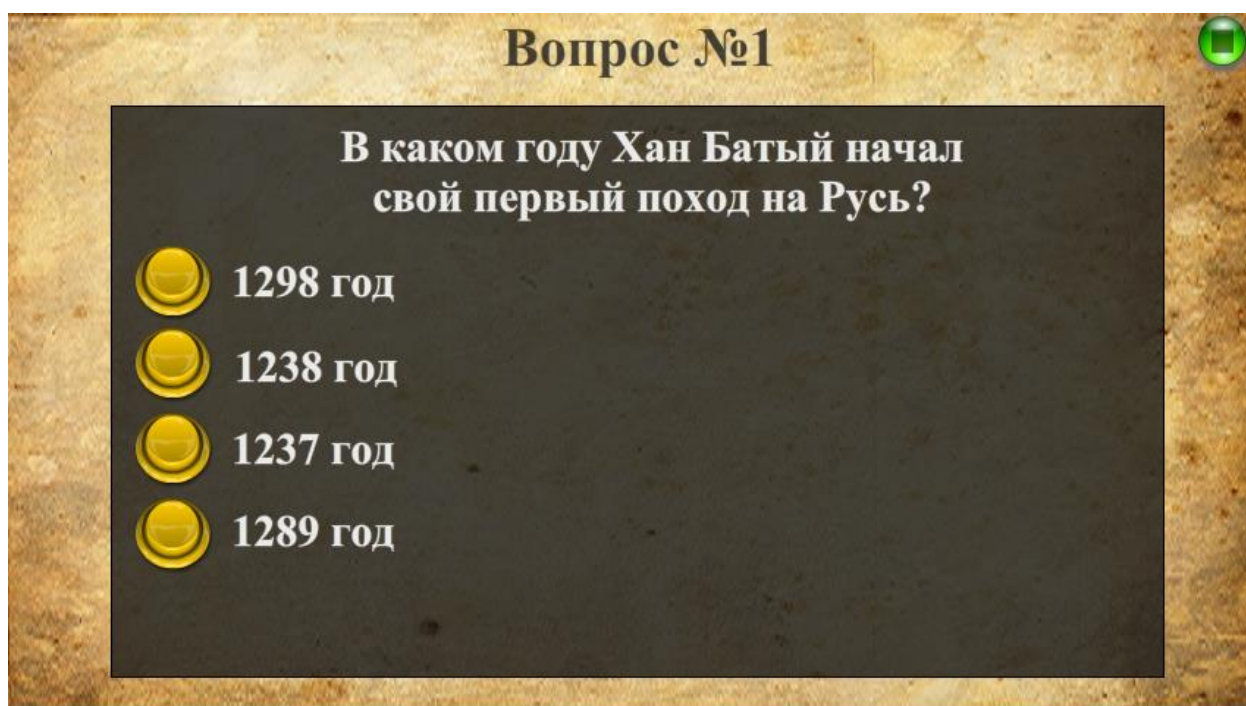 Вопрос №1
В каком году Хан Батый начал
свой первый поход на Русь?
1298 год
1238 год
1237 год
1289 год